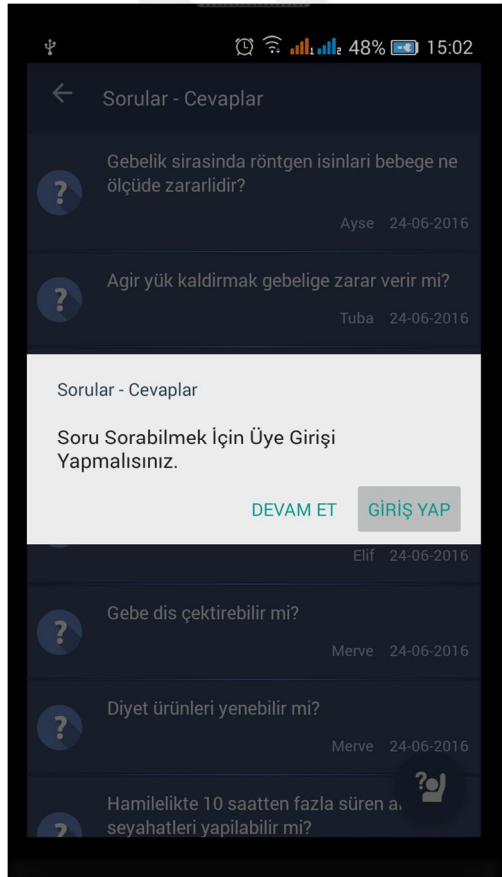 48% 15:02
Sorular - Cevaplar
Gebelik sirasinda röntgen isinlari bebege ne
ölçüde zararlidir?
Ayse 24-06-2016
Agir yük kaldirmak gebelige zarar verir mi?
Tuba 24-06-2016
Sorular - Cevaplar
Soru Sorabilmek İçin Üye Girişi
Yapmalısınız.
DEVAM ET GİRİŞ YAP
Elif 24-06-2016
Gebe dis çektirebilir mi?
Merve 24-06-2016
Diyet ürünleri yenebilir mi?
Merve 24-06-2016
Hamilelikte 10 saatten fazla süren
seyahatleri yapilabilir mi?